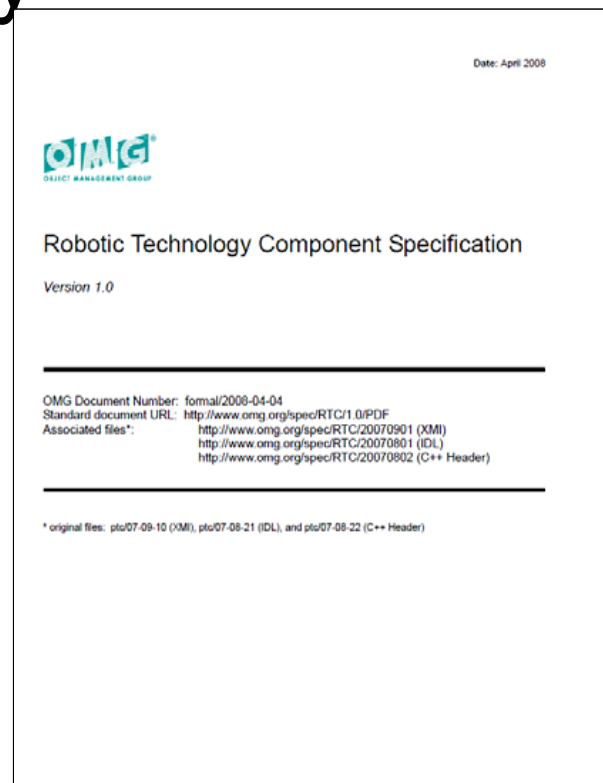 y
Date: April 2008
OMG®
OBJECT MANAGEMENT GROUP
Robotic Technology Component Specification
Version 1.0
OMG Document Number: formal/2008-04-04
Standard document URL: http://www.omg.org/spec/RTC/1.0/PDF
Associated files*: http://www.omg.org/spec/RTC/20070901 (XMI)
http://www.omg.org/spec/RTC/20070801 (IDL)
http://www.omg.org/spec/RTC/20070802 (C++ Header)
* original files: ptc/07-09-10 (XMI), ptc/07-08-21 (IDL), and ptc/07-08-22 (C++ Header)